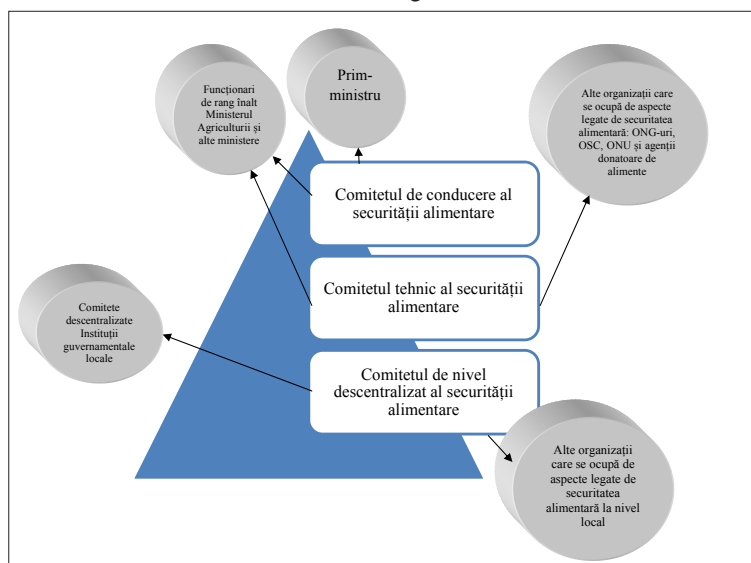 Funcționari
de rang înalt
Ministerul
Agriculturii și
alte ministere
Prim-
ministru
Alte organizații care
se ocupă de aspecte
legate de securitatea
alimentară: ONG-uri,
OSC, ONU și agenții
donatoare de
alimente
Comitetul de conducere al
securității alimentare
Comitetul tehnic al securității
alimentare
Comitete
descentralizate
Instituții
guvernamentale
locale
Comitetul de nivel
descentralizat al securității
alimentare
Alte organizații
care se ocupă de
aspecte legate de
securitatea
alimentară la nivel
local